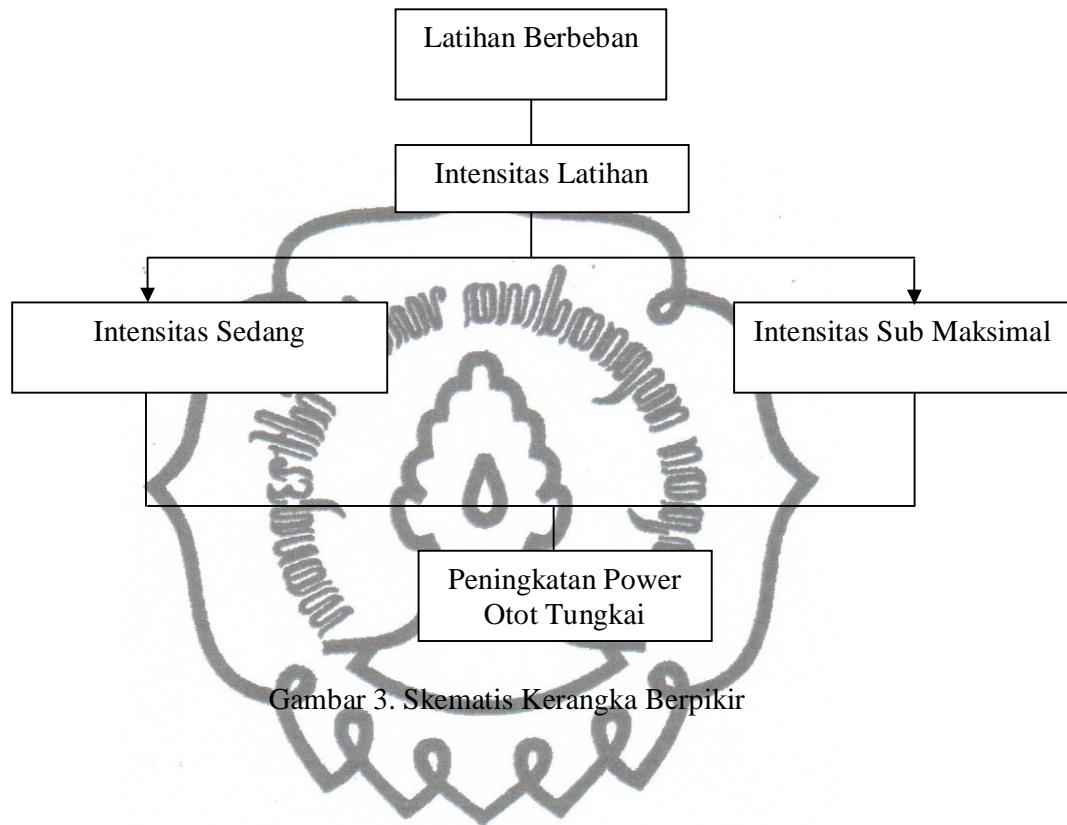 Latihan Berbeban
Intensitas Latihan
Intensitas Sedang
Intensitas Sub Maksimal
Peningkatan Power
Otot Tungkai
Gambar 3. Skematis Kerangka Berpikir